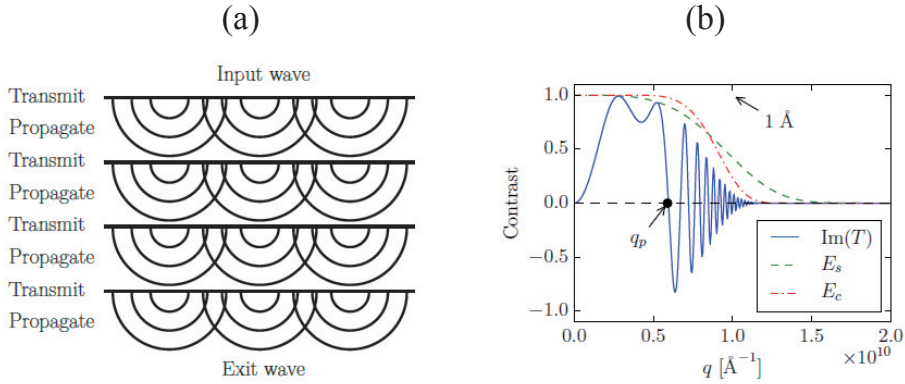 (a)
Input wave
Transmit
Propagate
Transmit
Propagate
Transmit
Propagate
Transmit
Propagate
Exit wave
(b)
Contrast
1.0
0.5
0.0
−0.5
−1.0
1 Å
q_p
Im(T)
E_s
E_c
0.0 0.5 1.0 1.5 2.0
×10^10
q [Å^−1]